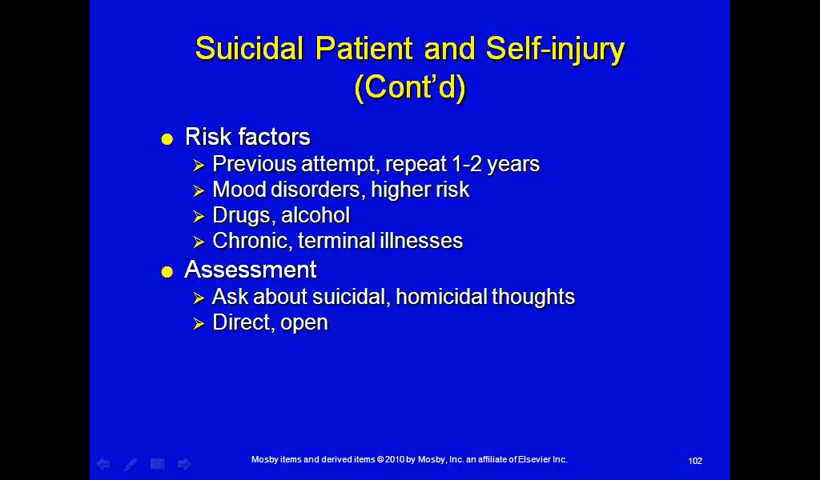 Suicidal Patient and Self-injury
(Cont'd)
Risk factors
Previous attempt, repeat 1-2 years
Mood disorders, higher risk
Drugs, alcohol
Chronic, terminal illnesses
Assessment
Ask about suicidal, homicidal thoughts
Direct, open
Mosby items and derived items © 2010 by Mosby, Inc. an affiliate of Elsevier Inc.
102